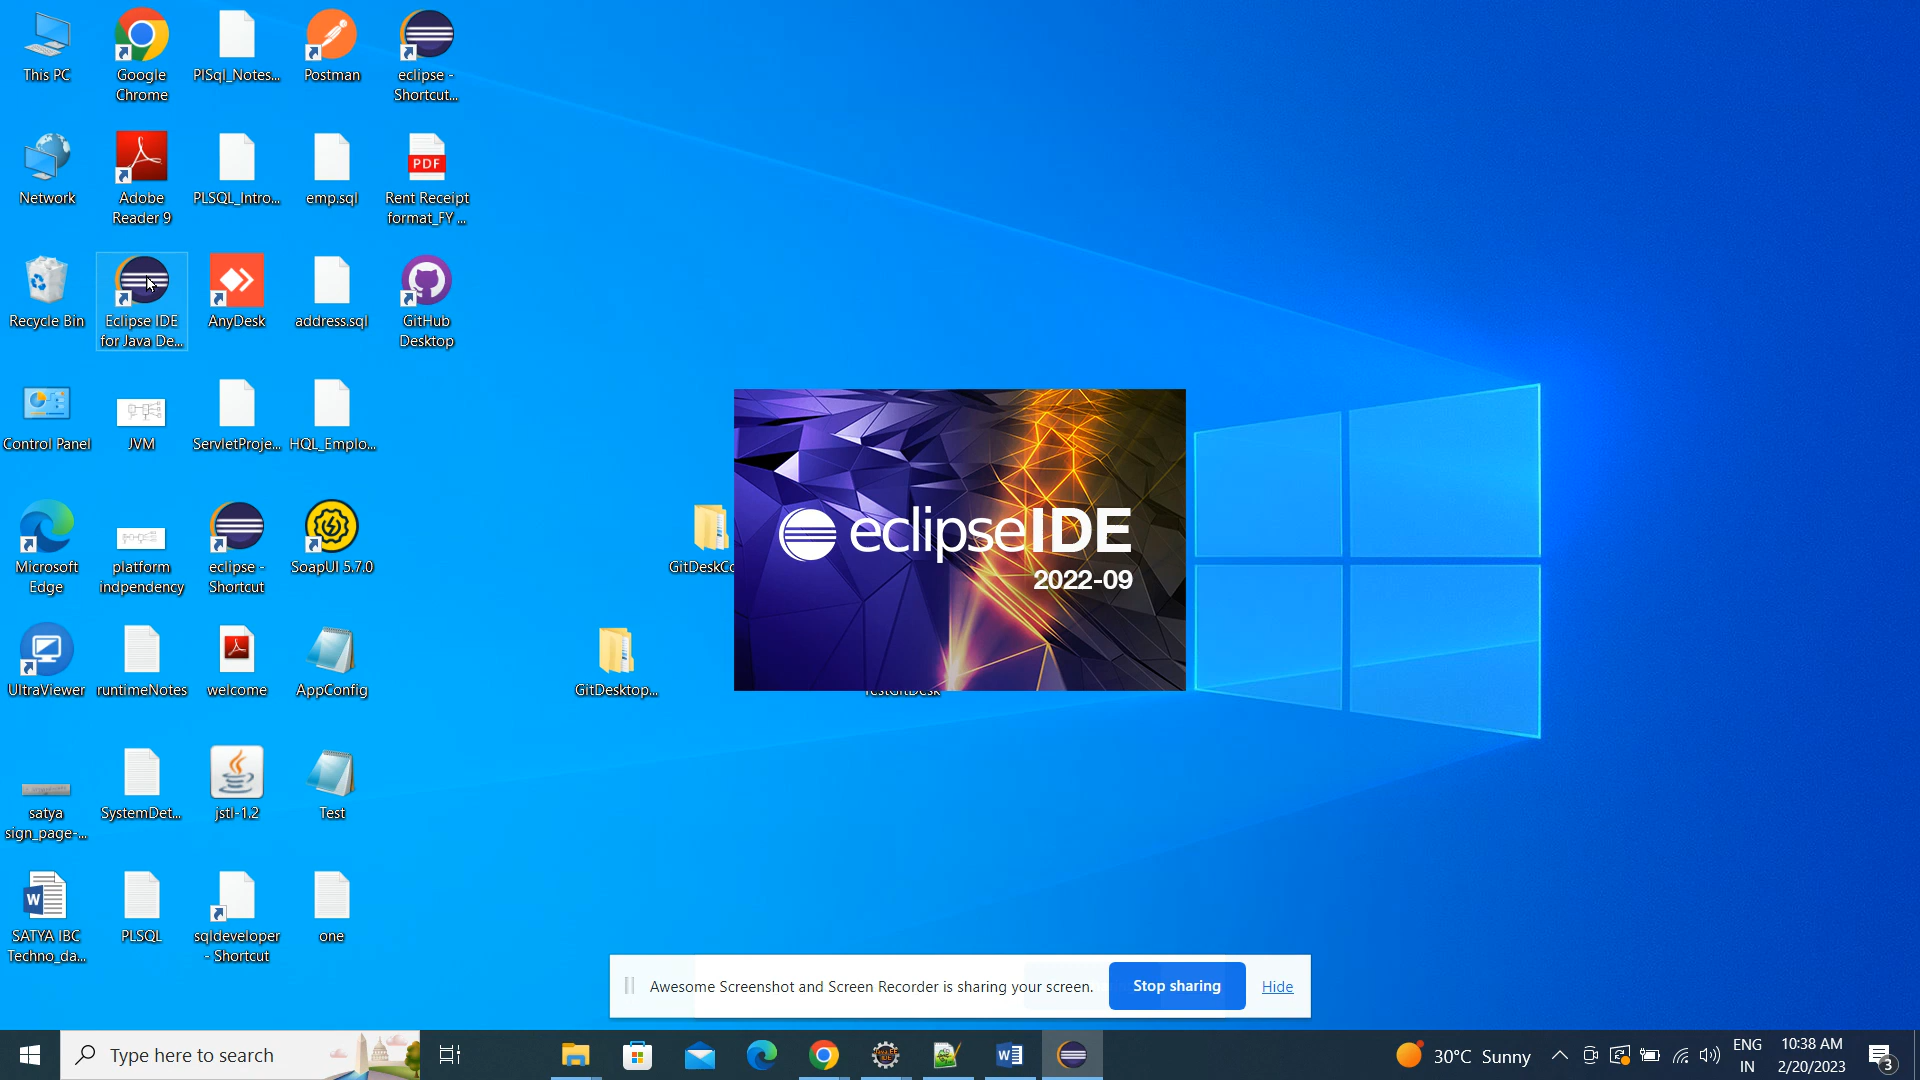 This PC
Google
Chrome
PlSql_Notes...
Postman
eclipse -
Shortcut...
Network
Adobe
Reader 9
PLSQL_Intro...
emp.sql
PDF
Rent Receipt
format_FY ...
Recycle Bin
Eclipse IDE
for Java De...
AnyDesk
address.sql
GitHub
Desktop
Control Panel
JVM
ServletProje...
HQL_Emplo...
Microsoft
Edge
platform
indpendency
eclipse -
Shortcut
SoapUI 5.7.0
GitDeskCo
eclipseIDE
2022-09
UltraViewer
runtimeNotes
welcome
AppConfig
GitDesktop...
TestGitDesk
satya
sign_page-...
SystemDet...
jstl-1.2
Test
SATYA IBC
Techno_da...
PLSQL
sqldeveloper
- Shortcut
one
Awesome Screenshot and Screen Recorder is sharing your screen.
Stop sharing
Hide
Type here to search
30°C Sunny
ENG
IN
10:38 AM
2/20/2023
3